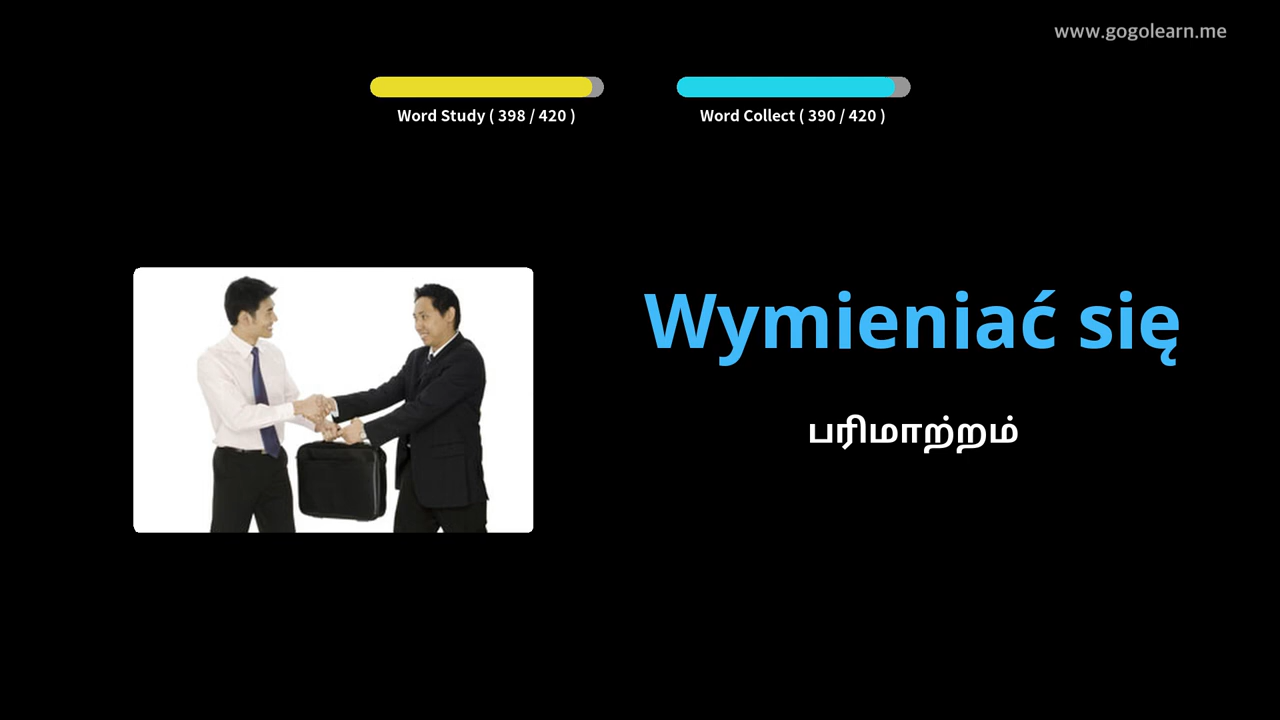 www.gogolearn.me
Word Study ( 398 / 420 )
Word Collect ( 390 / 420 )
Wymieniać się
பரிமாற்றம்